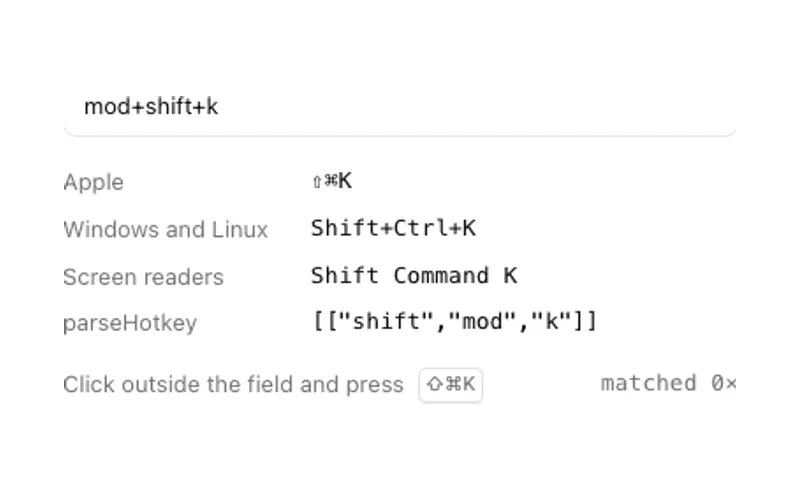 mod+shift+k
Apple ⇧⌘K
Windows and Linux Shift+Ctrl+K
Screen readers Shift Command K
parseHotkey [["shift","mod","k"]]
Click outside the field and press ⇧⌘K matched 0×